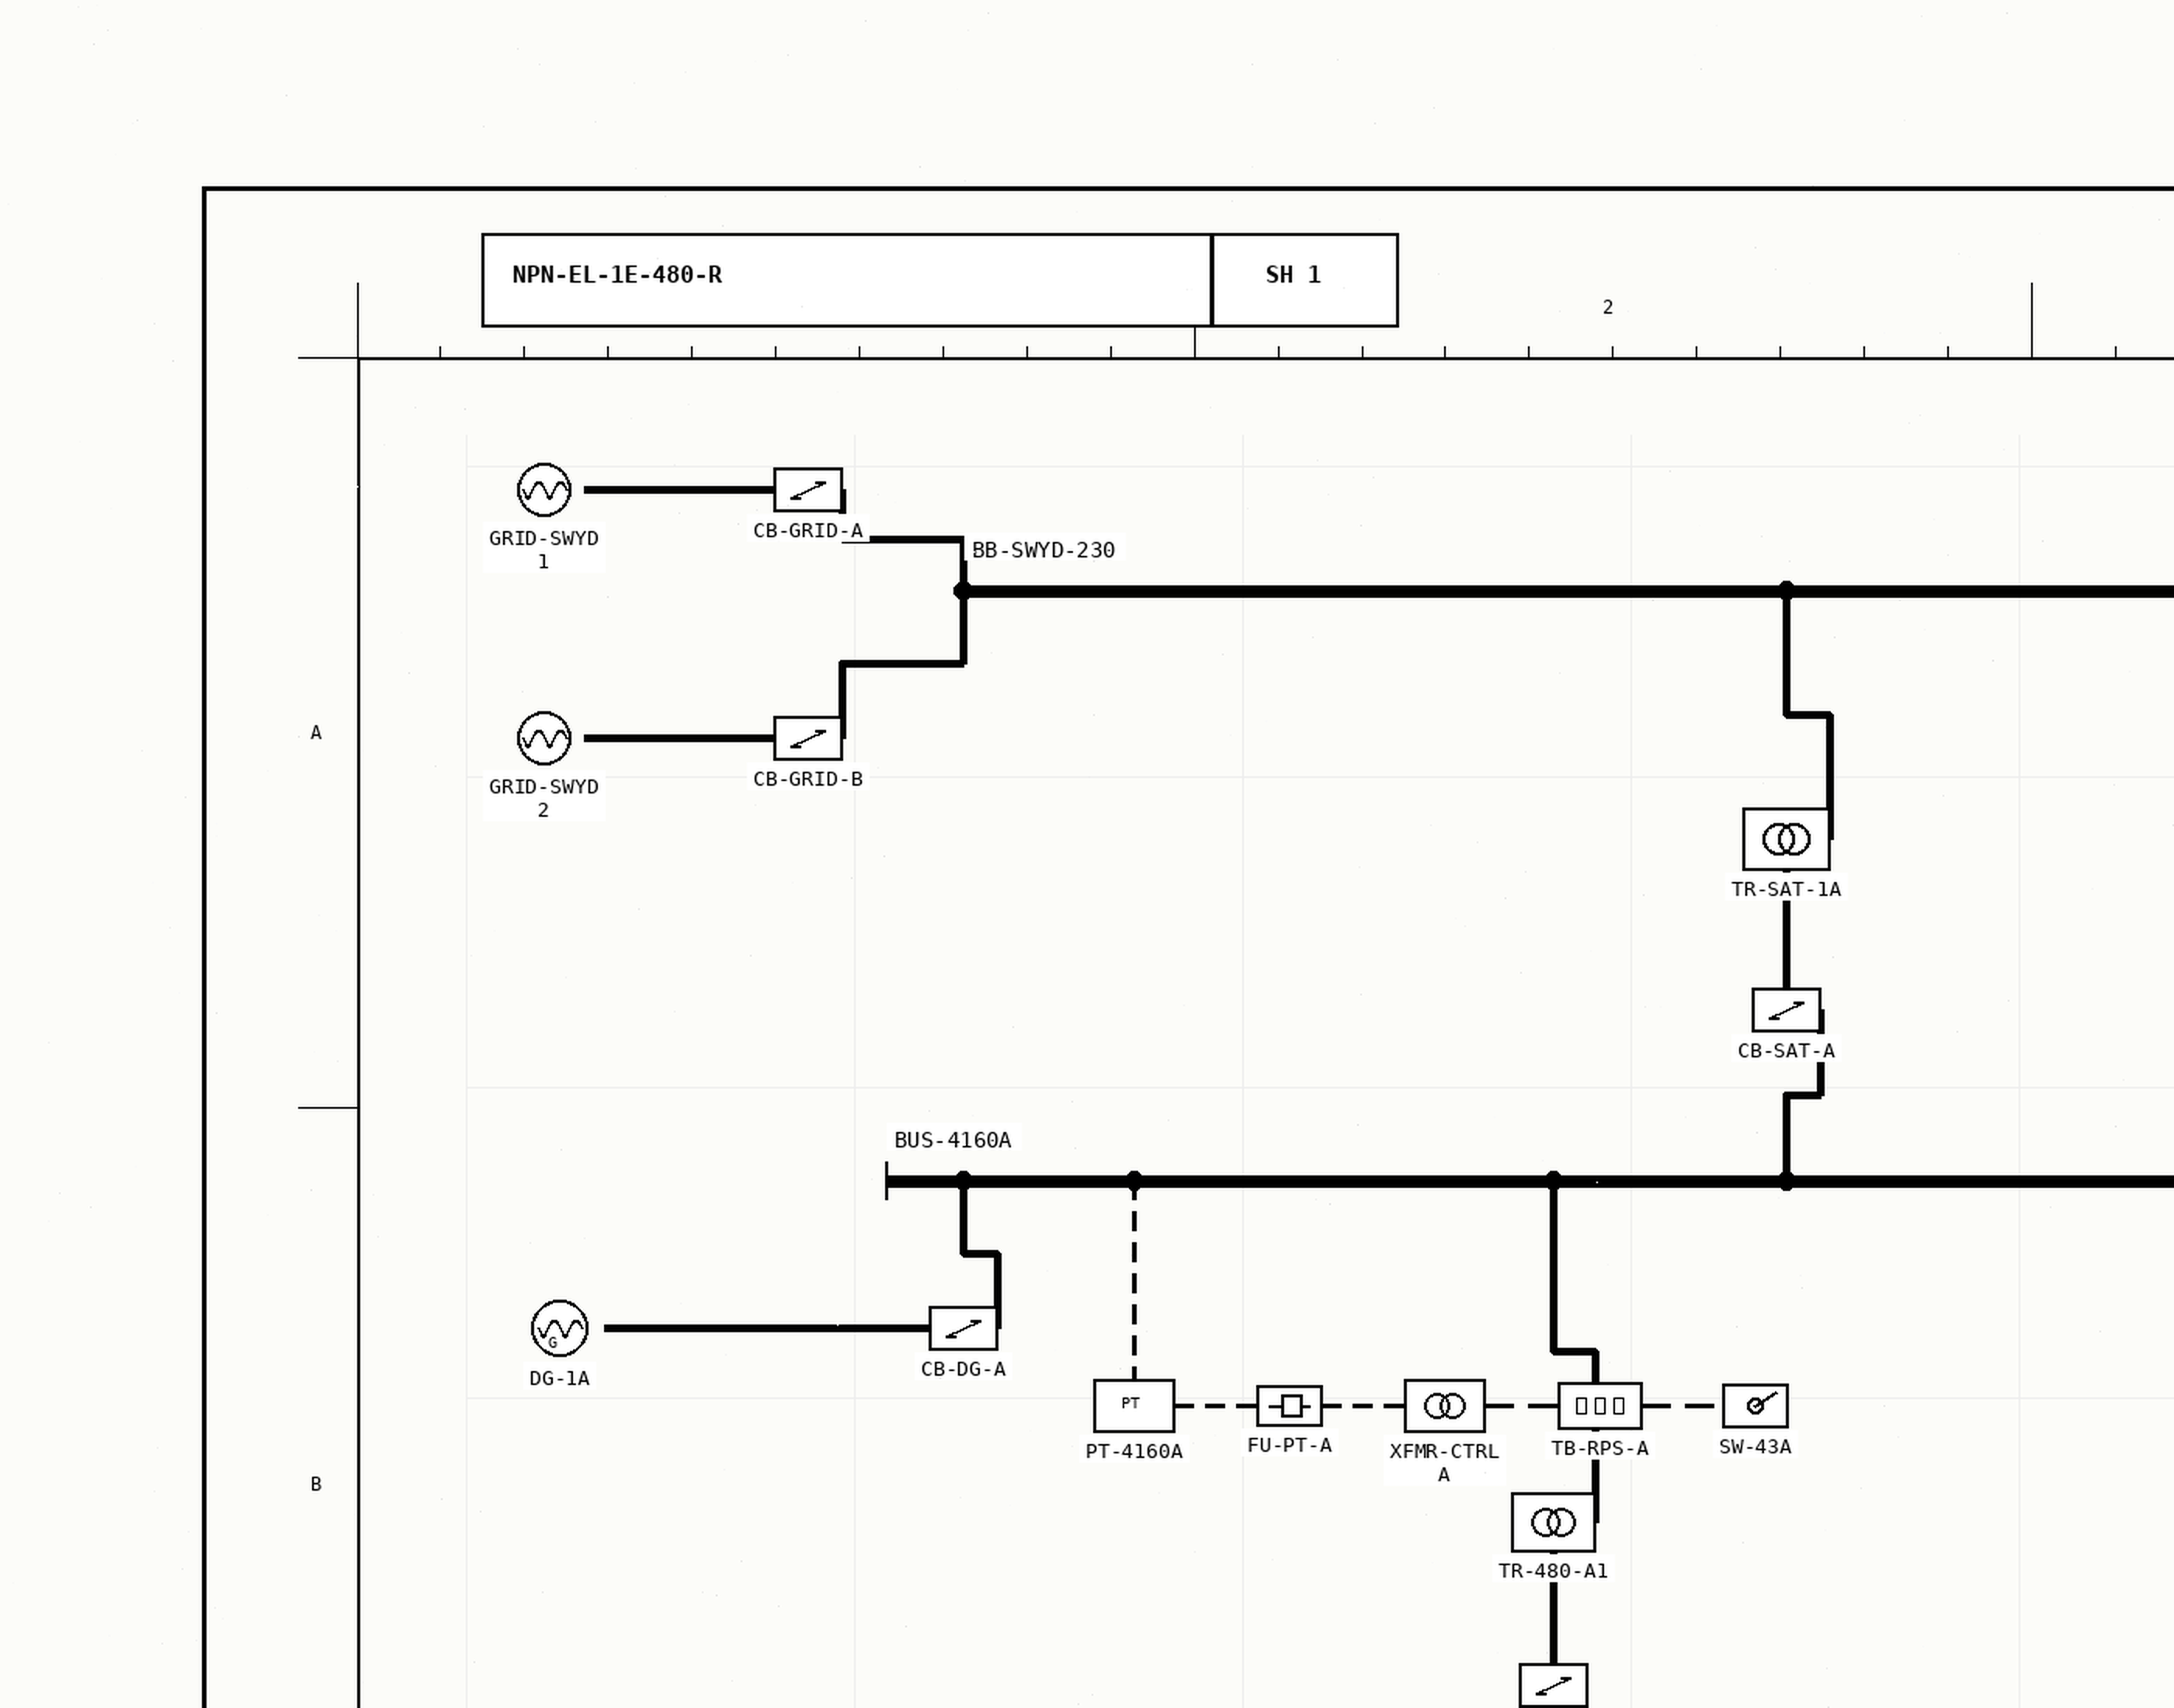 NPN-EL-1E-480-R
SH 1
2
GRID-SWYD
1
CB-GRID-A
BB-SWYD-230
A
GRID-SWYD
2
CB-GRID-B
TR-SAT-1A
CB-SAT-A
BUS-4160A
G
DG-1A
CB-DG-A
PT
PT-4160A
FU-PT-A
XFMR-CTRL
A
TB-RPS-A
SW-43A
B
TR-480-A1